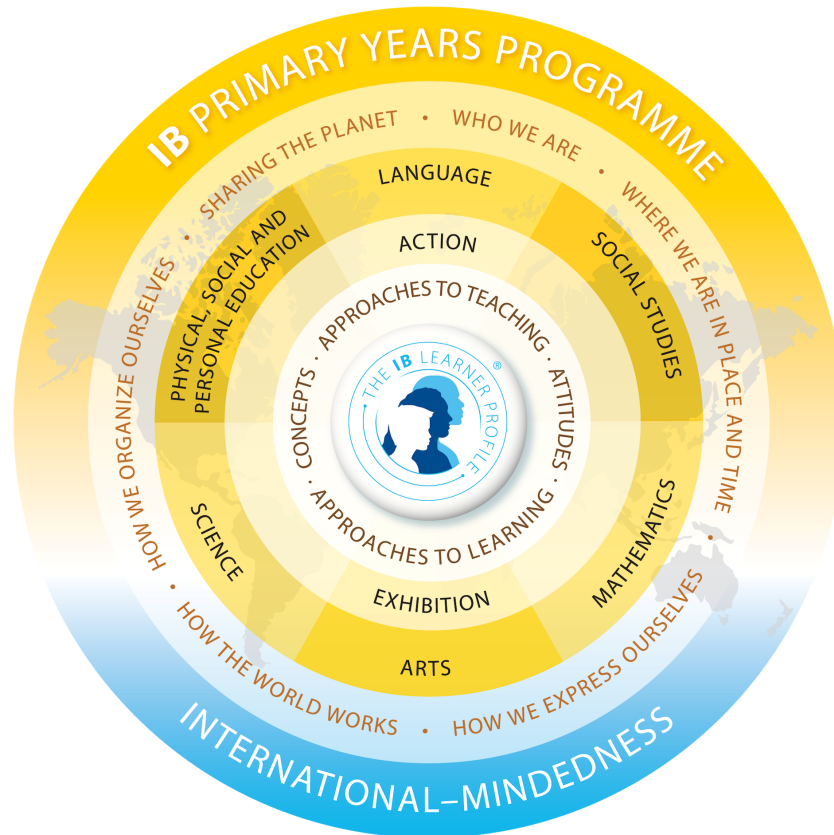 IB PRIMARY YEARS PROGRAMME
SHARING THE PLANET • WHO WE ARE • WHERE WE ARE IN PLACE AND TIME • HOW WE EXPRESS OURSELVES • HOW THE WORLD WORKS • HOW WE ORGANIZE OURSELVES •
LANGUAGE
SOCIAL STUDIES
MATHEMATICS
ARTS
SCIENCE
PHYSICAL, SOCIAL AND
PERSONAL EDUCATION
ACTION
EXHIBITION
APPROACHES TO TEACHING · ATTITUDES · APPROACHES TO LEARNING · CONCEPTS ·
• THE IB LEARNER PROFILE • ®
INTERNATIONAL–MINDEDNESS